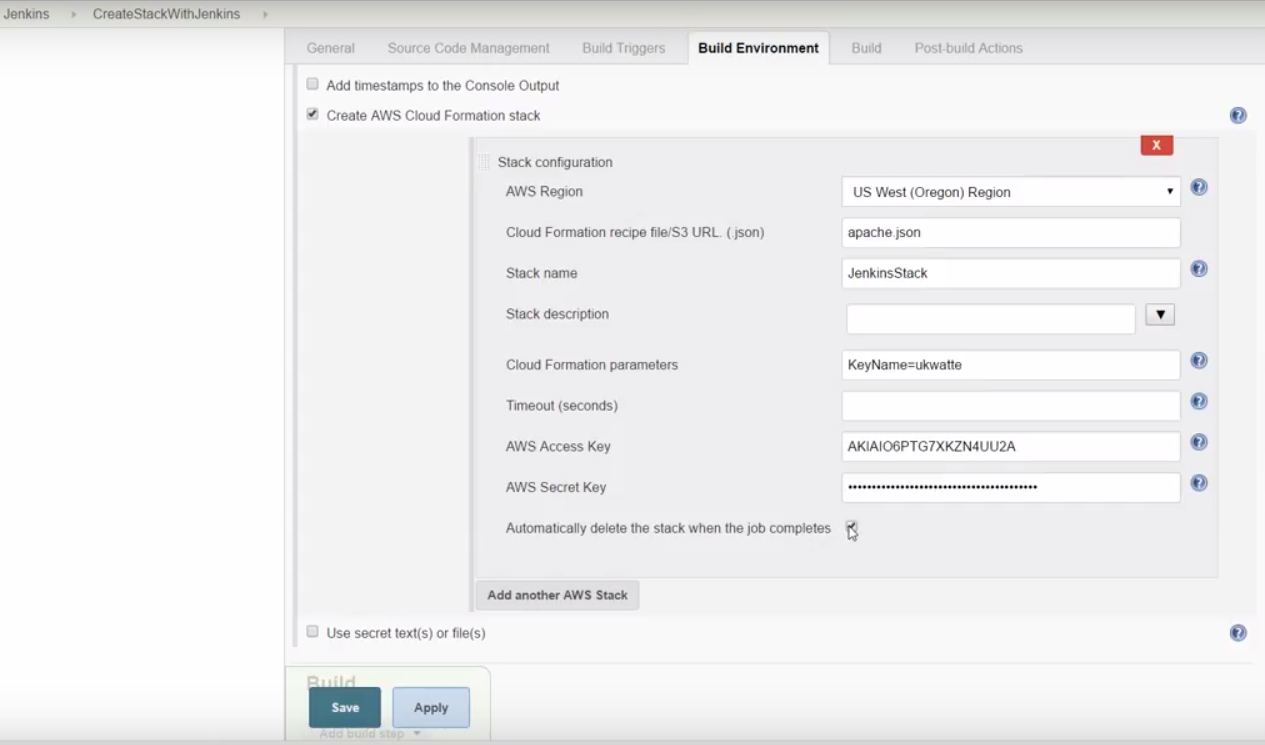 Jenkins CreateStackWithJenkins
General Source Code Management Build Triggers Build Environment Build Post-build Actions
Add timestamps to the Console Output
Create AWS Cloud Formation stack
X
Stack configuration
AWS Region US West (Oregon) Region
Cloud Formation recipe file/S3 URL. (.json) apache.json
Stack name JenkinsStack
Stack description
Cloud Formation parameters KeyName=ukwatte
Timeout (seconds)
AWS Access Key AKIAIO6PTG7XKZN4UU2A
AWS Secret Key ••••••••••••••••••••••••••••••••••••••••
Automatically delete the stack when the job completes
Add another AWS Stack
Use secret text(s) or file(s)
Build
Save Apply
Add build step